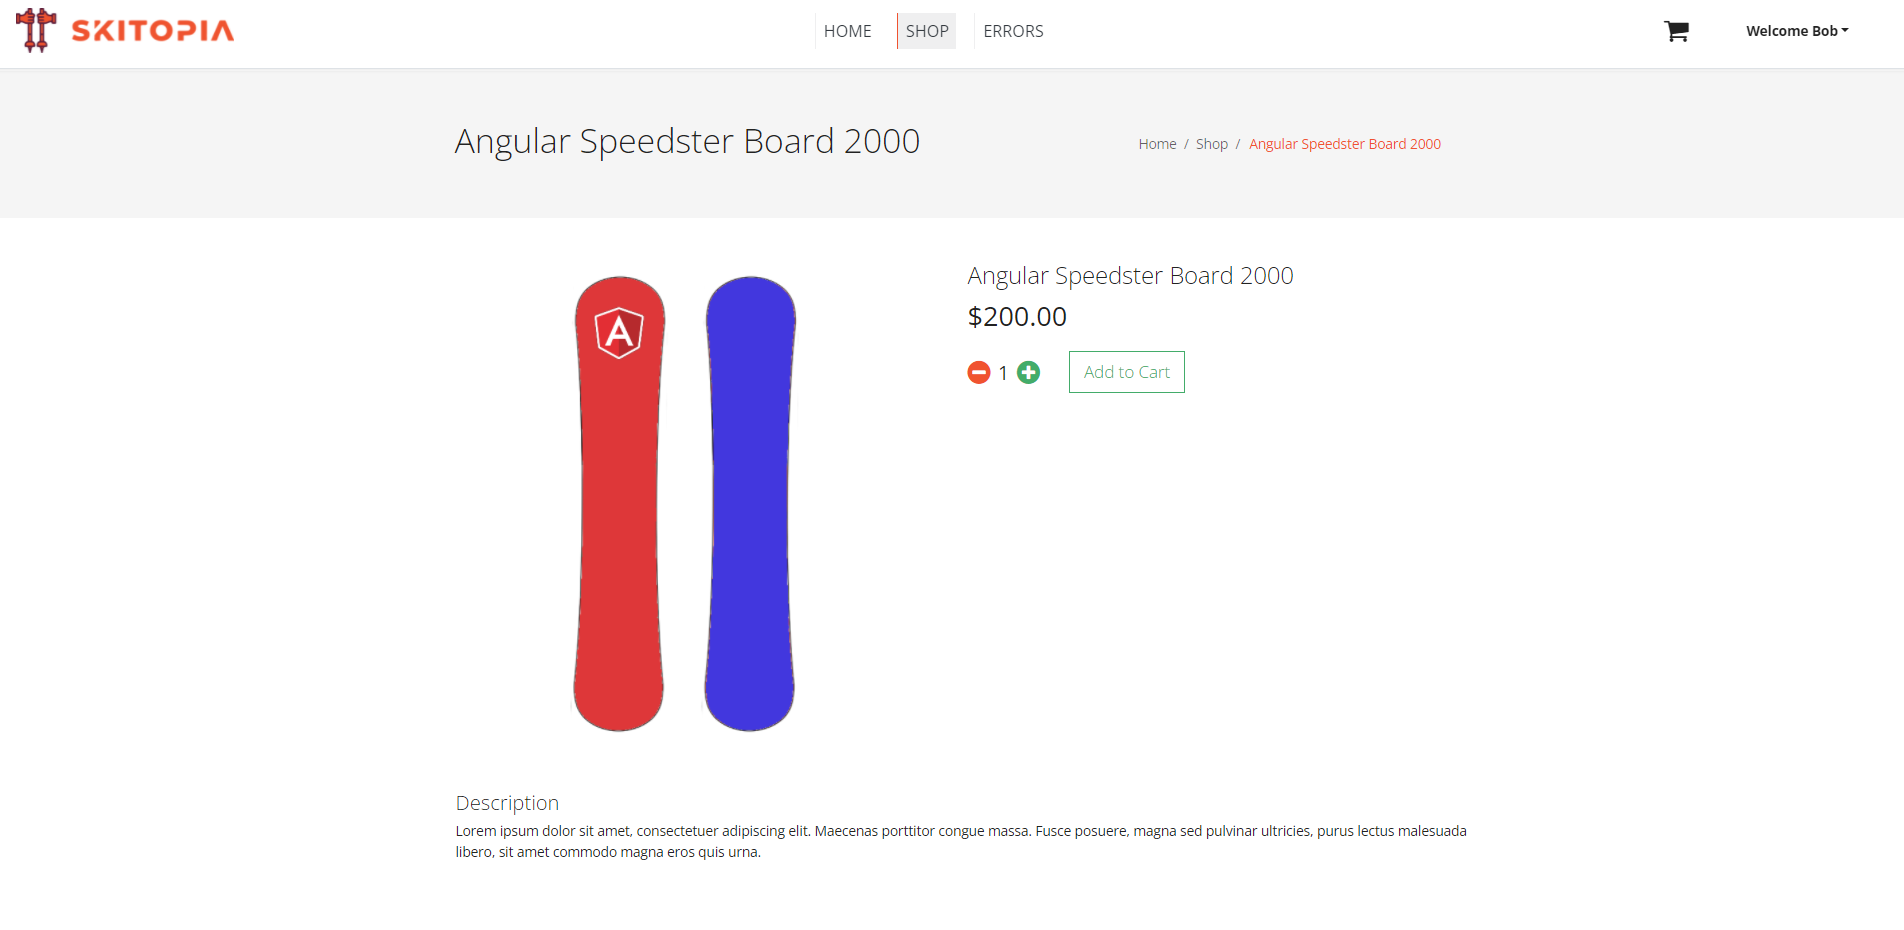 SKITOPIA
HOME
SHOP
ERRORS
Welcome Bob
Angular Speedster Board 2000
Home / Shop / Angular Speedster Board 2000
A
Angular Speedster Board 2000
$200.00
1
Add to Cart
Description
Lorem ipsum dolor sit amet, consectetuer adipiscing elit. Maecenas porttitor congue massa. Fusce posuere, magna sed pulvinar ultricies, purus lectus malesuada
libero, sit amet commodo magna eros quis urna.